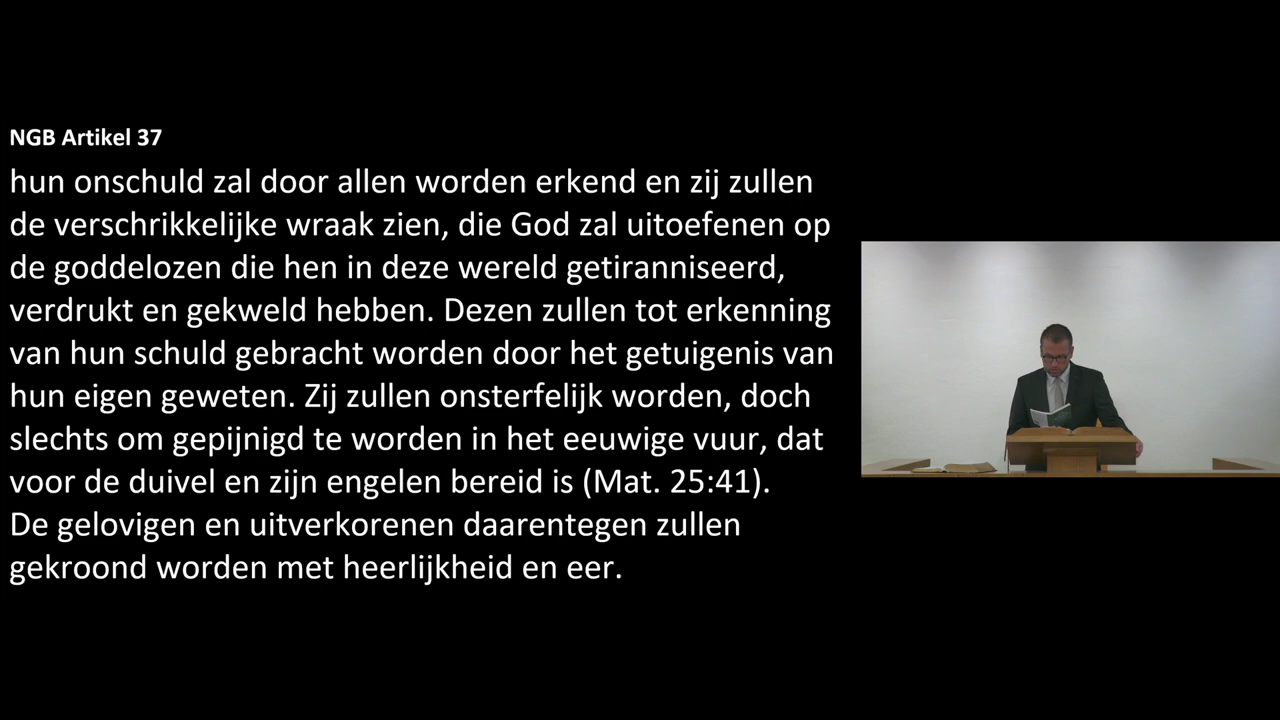 NGB Artikel 37
hun onschuld zal door allen worden erkend en zij zullen
de verschrikkelijke wraak zien, die God zal uitoefenen op
de goddelozen die hen in deze wereld getiranniseerd,
verdrukt en gekweld hebben. Dezen zullen tot erkenning
van hun schuld gebracht worden door het getuigenis van
hun eigen geweten. Zij zullen onsterfelijk worden, doch
slechts om gepijnigd te worden in het eeuwige vuur, dat
voor de duivel en zijn engelen bereid is (Mat. 25:41).
De gelovigen en uitverkorenen daarentegen zullen
gekroond worden met heerlijkheid en eer.